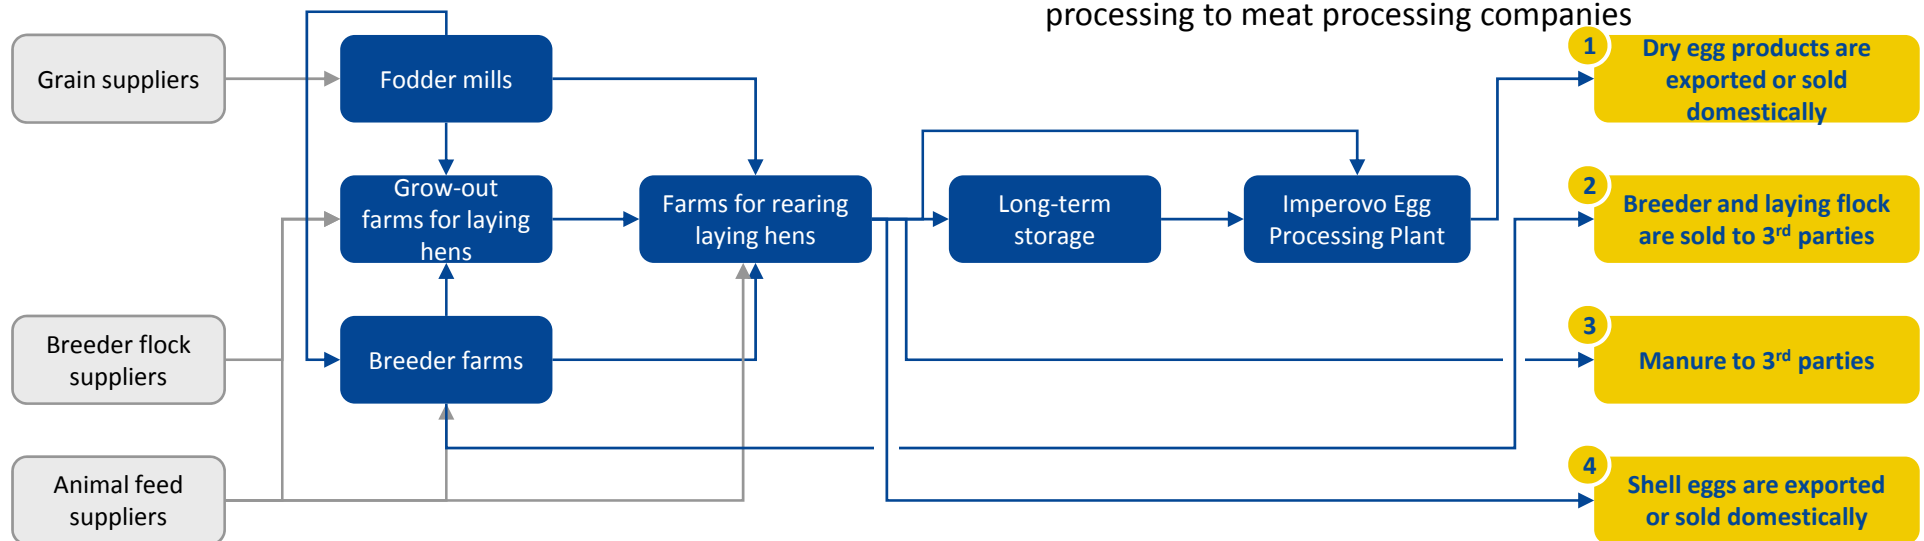 processing to meat processing companies
Grain suppliers
Fodder mills
1
Dry egg products are
exported or sold
domestically
Grow-out
farms for laying
hens
Farms for rearing
laying hens
Long-term
storage
Imperovo Egg
Processing Plant
2
Breeder and laying flock
are sold to 3rd parties
Breeder flock
suppliers
Breeder farms
3
Manure to 3rd parties
Animal feed
suppliers
4
Shell eggs are exported
or sold domestically